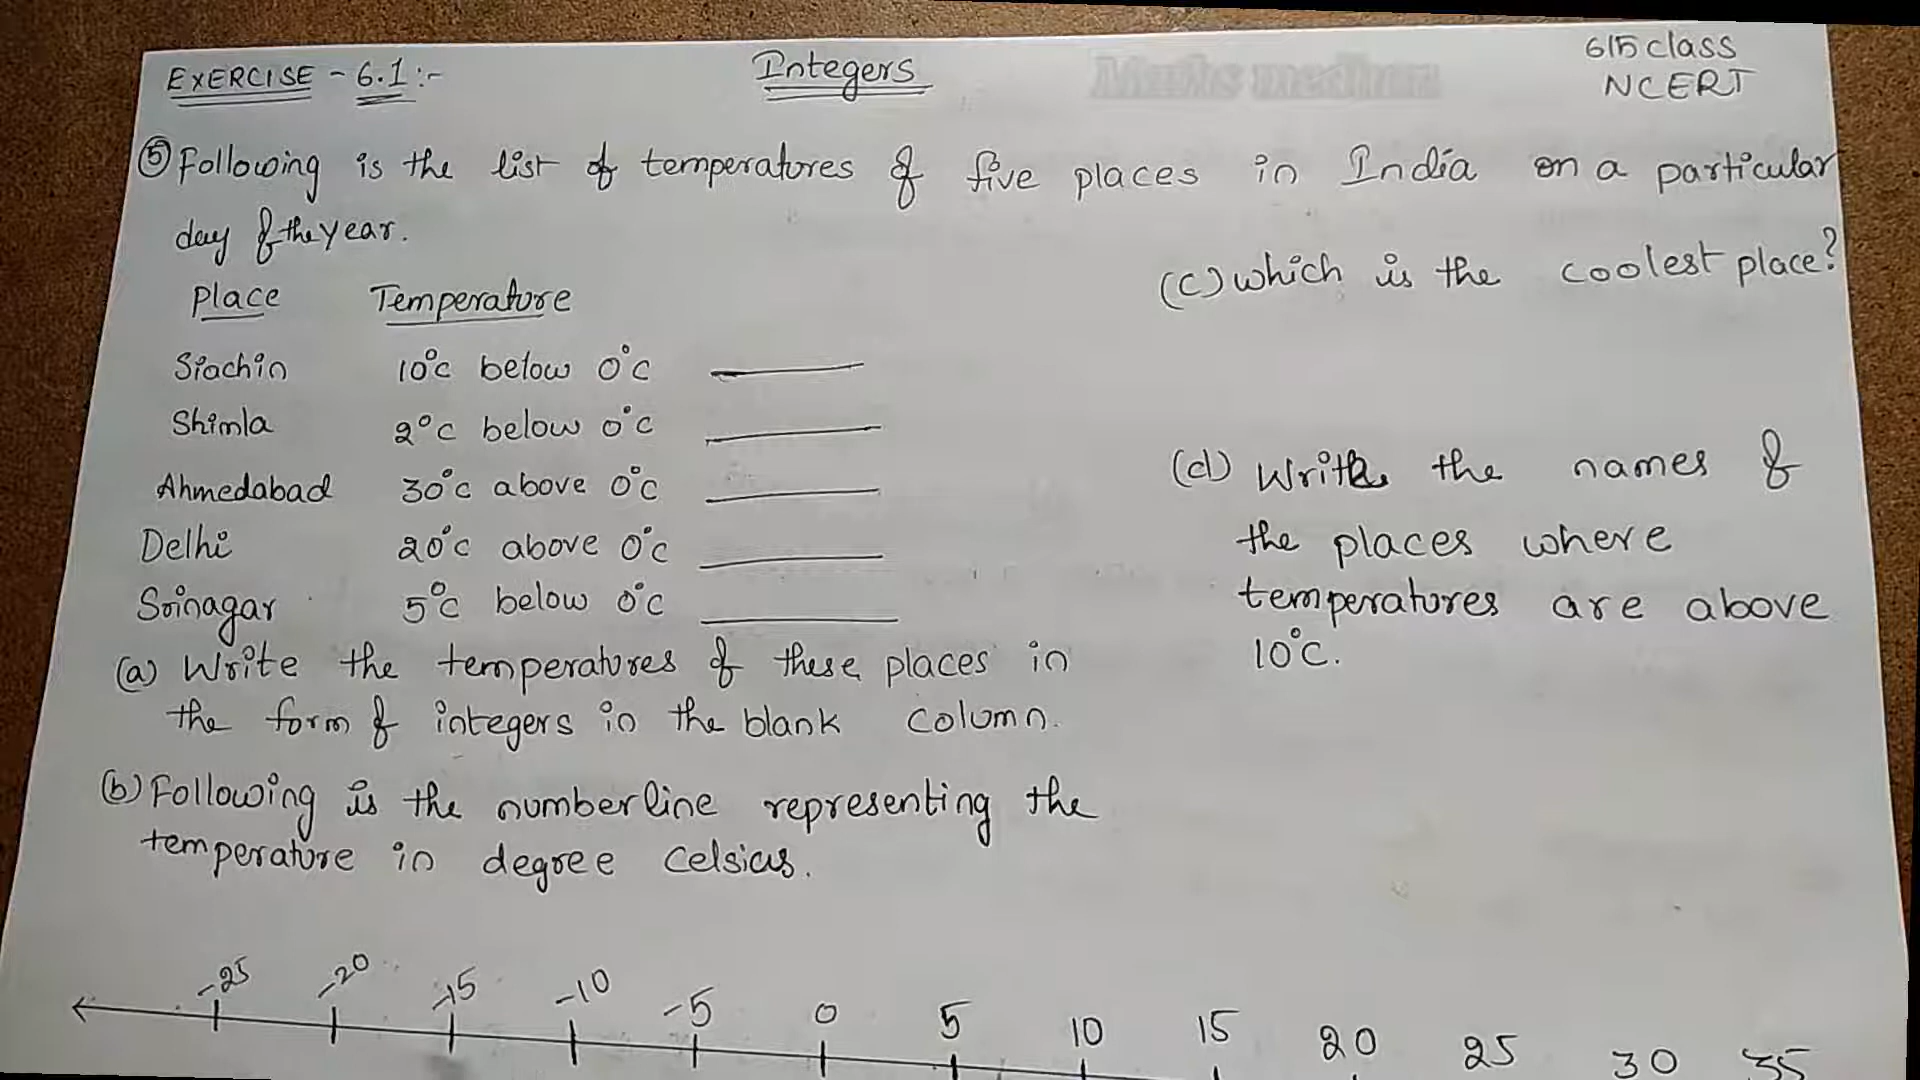 EXERCISE - 6.1 :-
Integers
6th class
NCERT
⑤ Following is the list of temperatures of five places in India on a particular
day of the year.
Place Temperature
Siachin 10°C below 0°C ________
Shimla 2°C below 0°C ________
Ahmedabad 30°C above 0°C ________
Delhi 20°C above 0°C ________
Srinagar 5°C below 0°C ________
(a) Write the temperatures of these places in
the form of integers in the blank column.
(b) Following is the numberline representing the
temperature in degree Celsius.
-25 -20 -15 -10 -5 0 5 10 15 20 25 30 35
(c) which is the coolest place?
(d) Write the names of
the places where
temperatures are above
10°C.